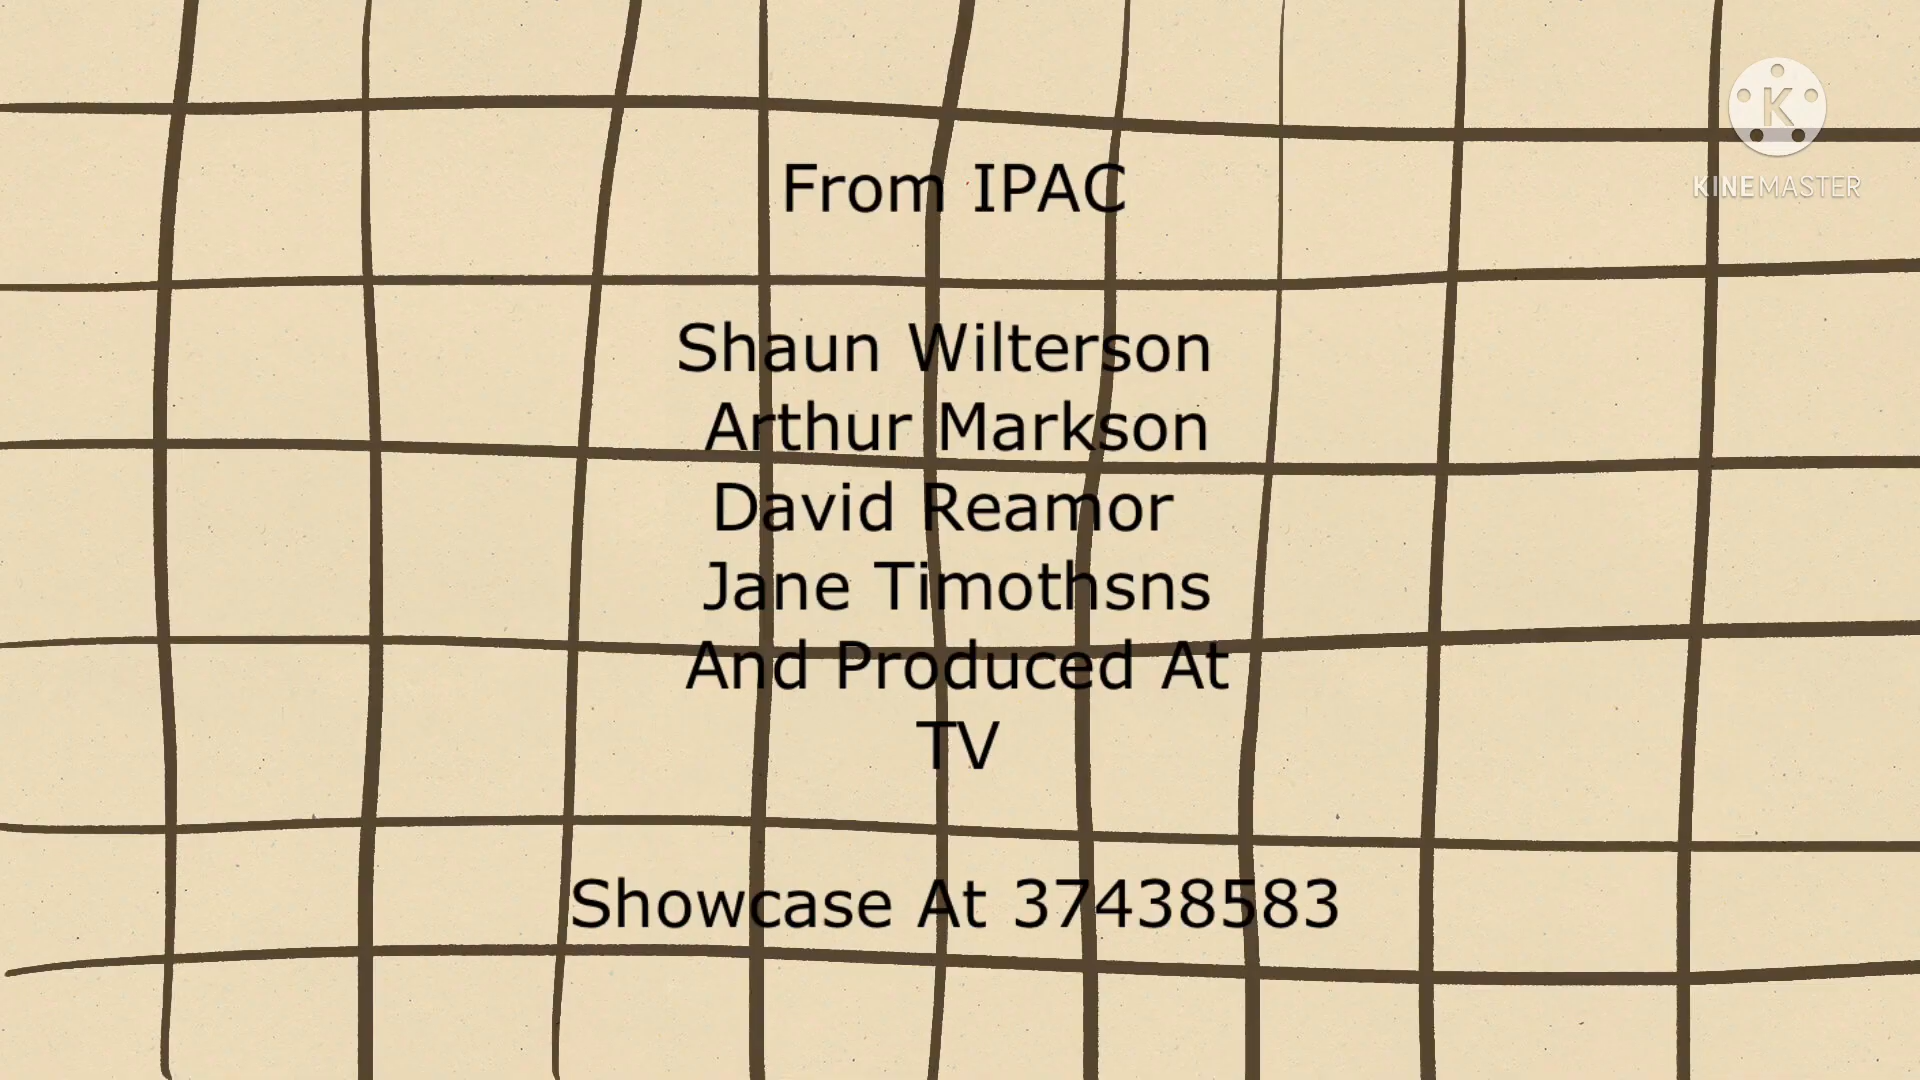 K
KINEMASTER
From IPAC
Shaun Wilterson
Arthur Markson
David Reamor
Jane Timothsns
And Produced At
TV
Showcase At 37438583